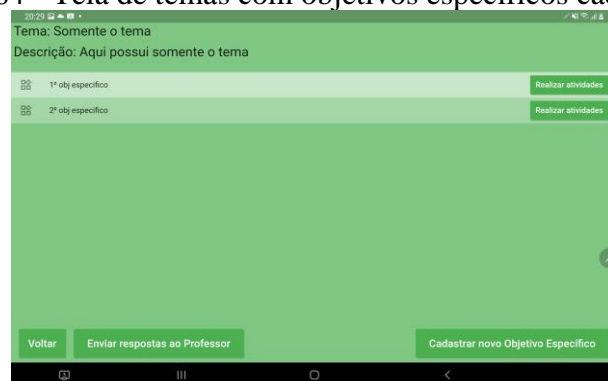 Tela de temas com objetivos específicos
20:29
Tema: Somente o tema
Descrição: Aqui possui somente o tema
1º obj especifico
Realizar atividades
2º obj especifico
Realizar atividades
Voltar
Enviar respostas ao Professor
Cadastrar novo Objetivo Específico